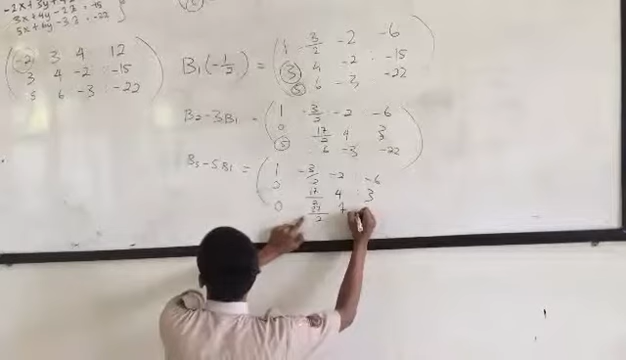 -2x+3y+4z
3x+4y-2z = -15
5x+6y-3z = -22
-2 3 4 : 12
3 4 -2 : -15
5 6 -3 : -22
B1(-1/2) = 1 -3/2 -2 : -6
3 4 -2 : -15
5 6 -3 : -22
B2-3B1 = 1 -3/2 -2 : -6
0 17/2 4 3
5 6 -3 -22
B3-5B1 = 1 -3/2 -2 : -6
17/2 4 : 3
0 27/2 7